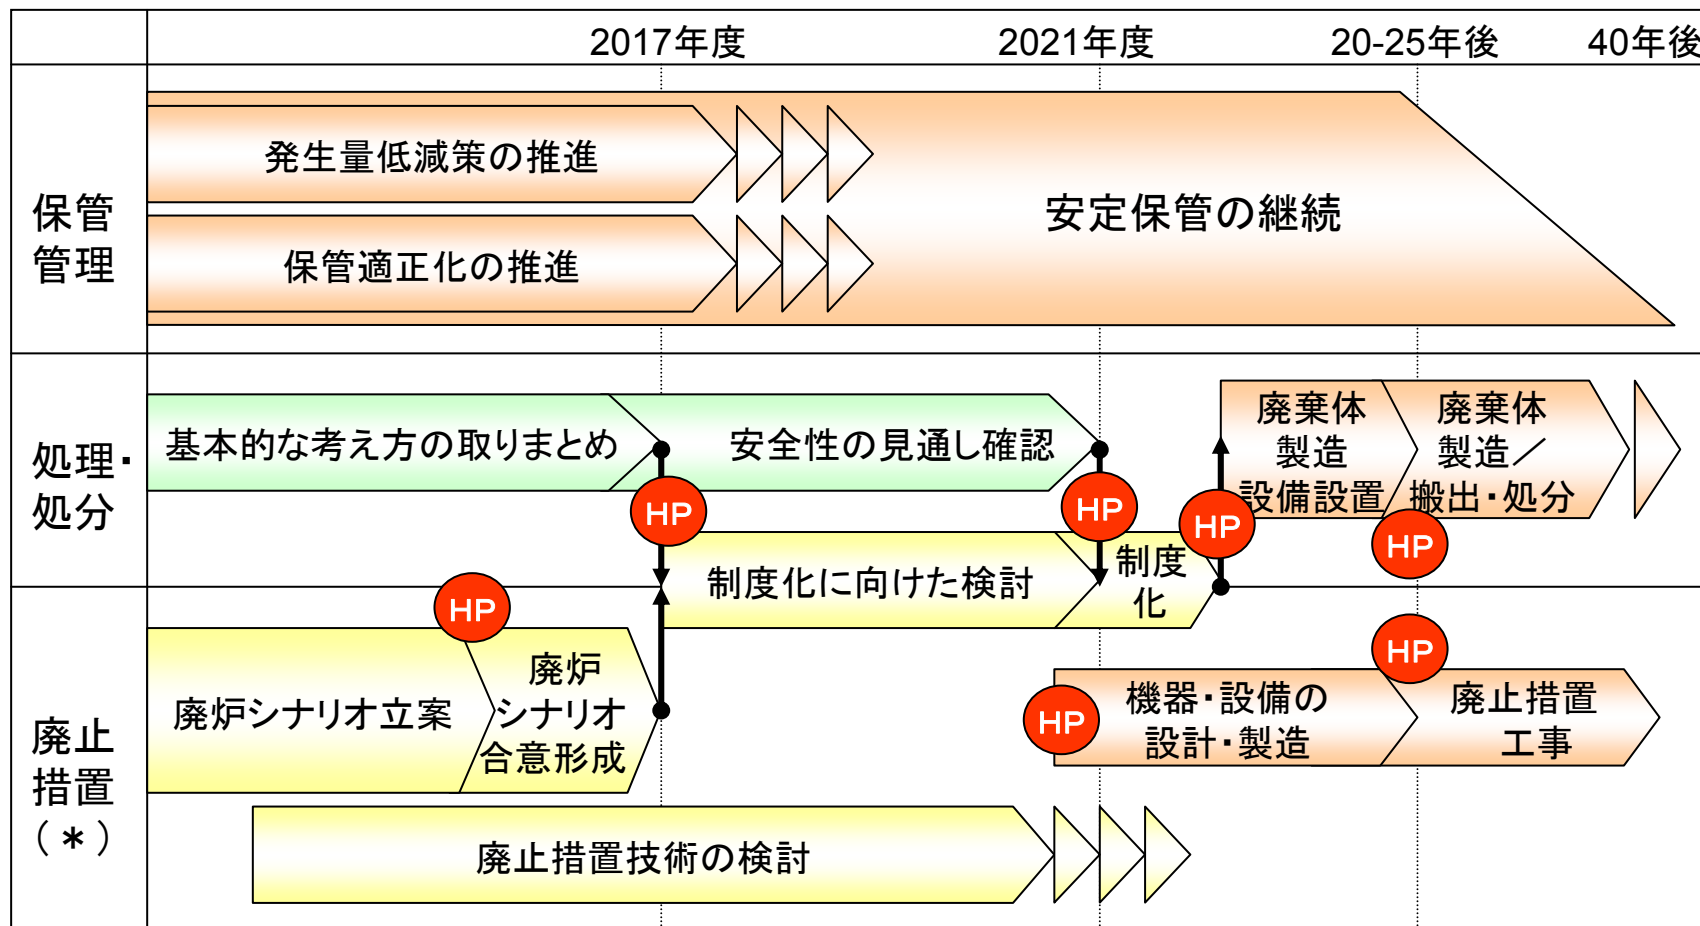 2017年度
2021年度
20-25年後
40年後
保管
管理
発生量低減策の推進
保管適正化の推進
安定保管の継続
処理・
処分
基本的な考え方の取りまとめ
安全性の見通し確認
廃棄体
製造
設備設置
廃棄体
製造／
搬出・処分
HP
HP
HP
HP
制度化に向けた検討
制度
化
廃止
措置
（＊）
HP
廃炉シナリオ立案
廃炉
シナリオ
合意形成
HP
機器・設備の
設計・製造
HP
廃止措置
工事
廃止措置技術の検討